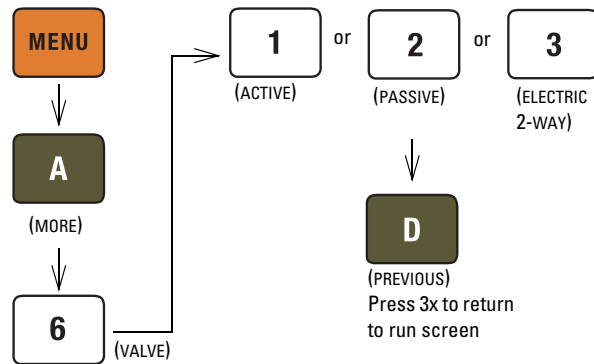 MENU
A
(MORE)
6
(VALVE)
1
or
2
or
3
(ACTIVE)
(PASSIVE)
(ELECTRIC
2-WAY)
D
(PREVIOUS)
Press 3x to return
to run screen